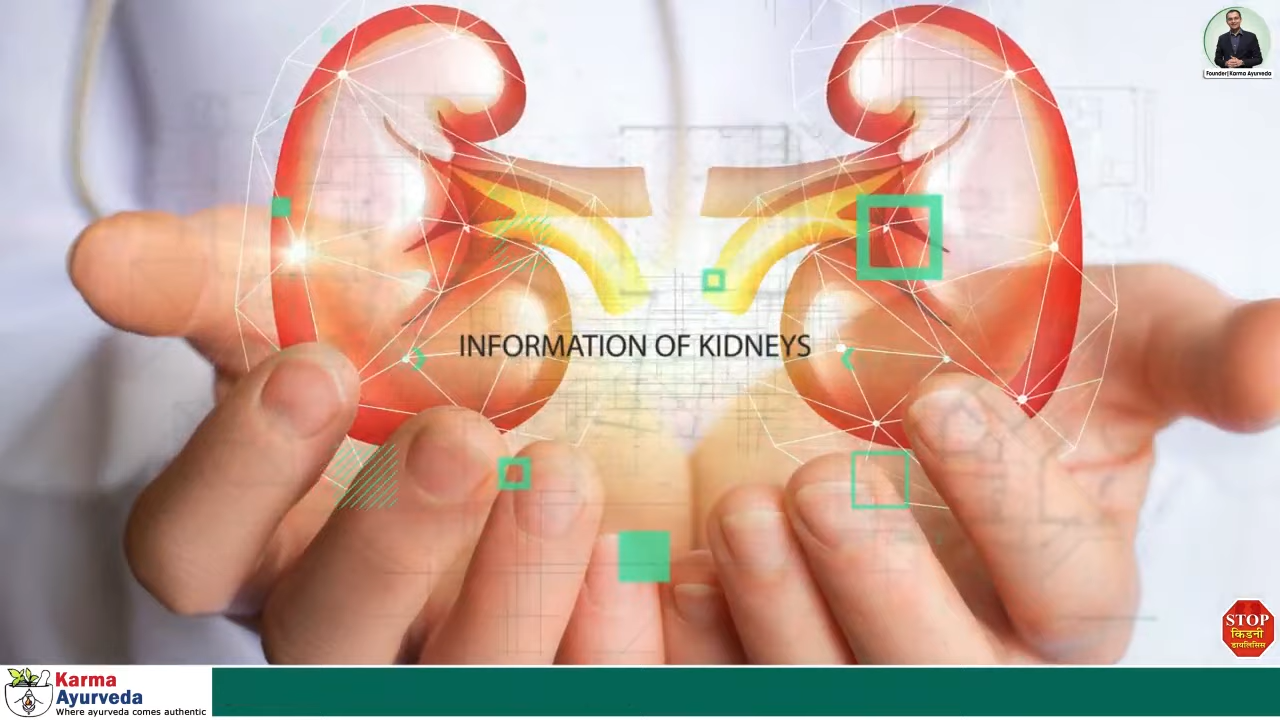 Founder|Karma Ayurveda
INFORMATION OF KIDNEYS
STOP
किडनी
डायलिसिस
Karma
Ayurveda
Where ayurveda comes authentic